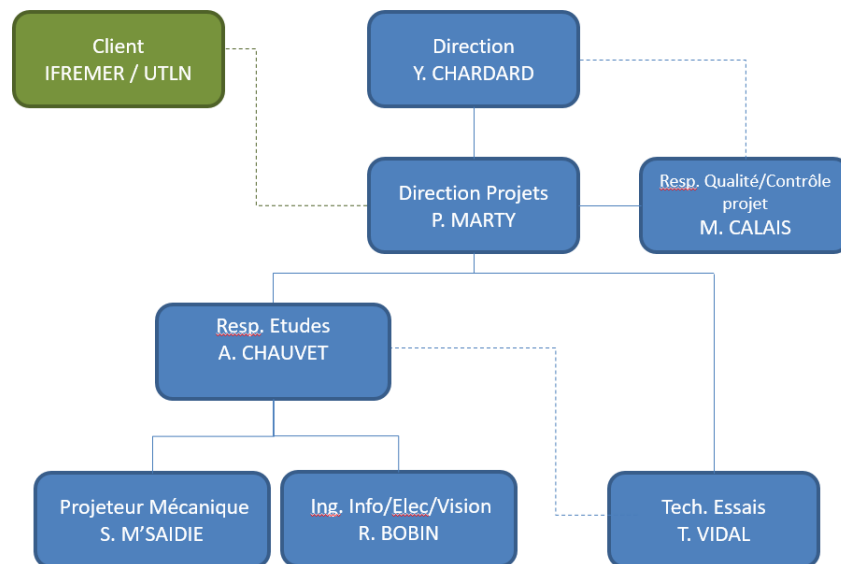 Client
IFREMER / UTLN
Direction
Y. CHARDARD
Direction Projets
P. MARTY
Resp. Qualité/Contrôle
projet
M. CALAIS
Resp. Etudes
A. CHAUVET
Projeteur Mécanique
S. M'SAIDIE
Ing. Info/Elec/Vision
R. BOBIN
Tech. Essais
T. VIDAL